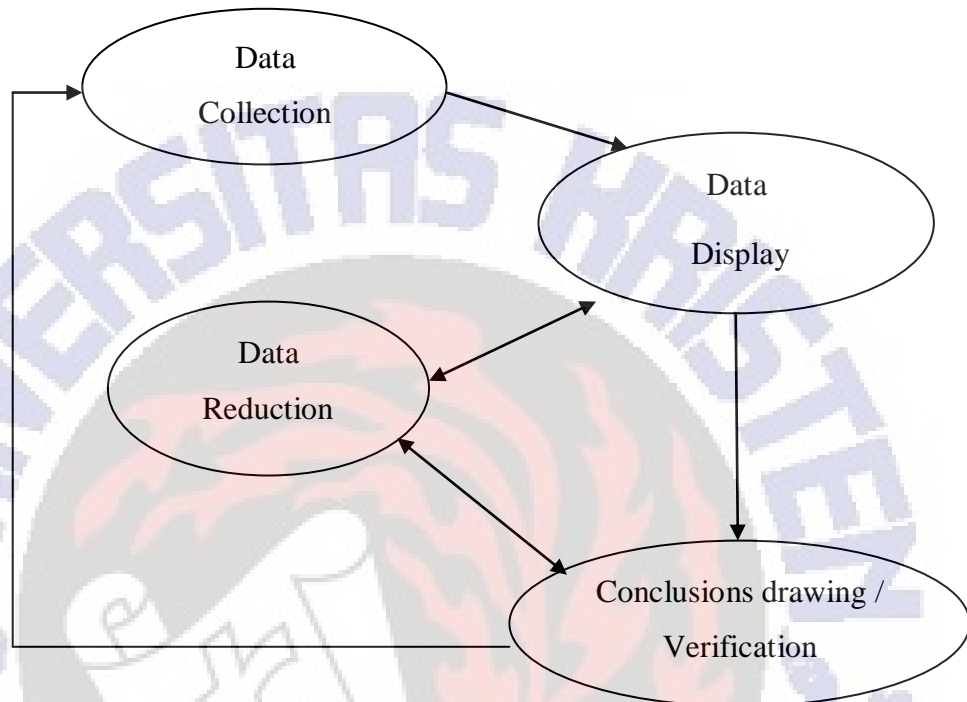 Data
Collection
Data
Display
Data
Reduction
Conclusions drawing /
Verification